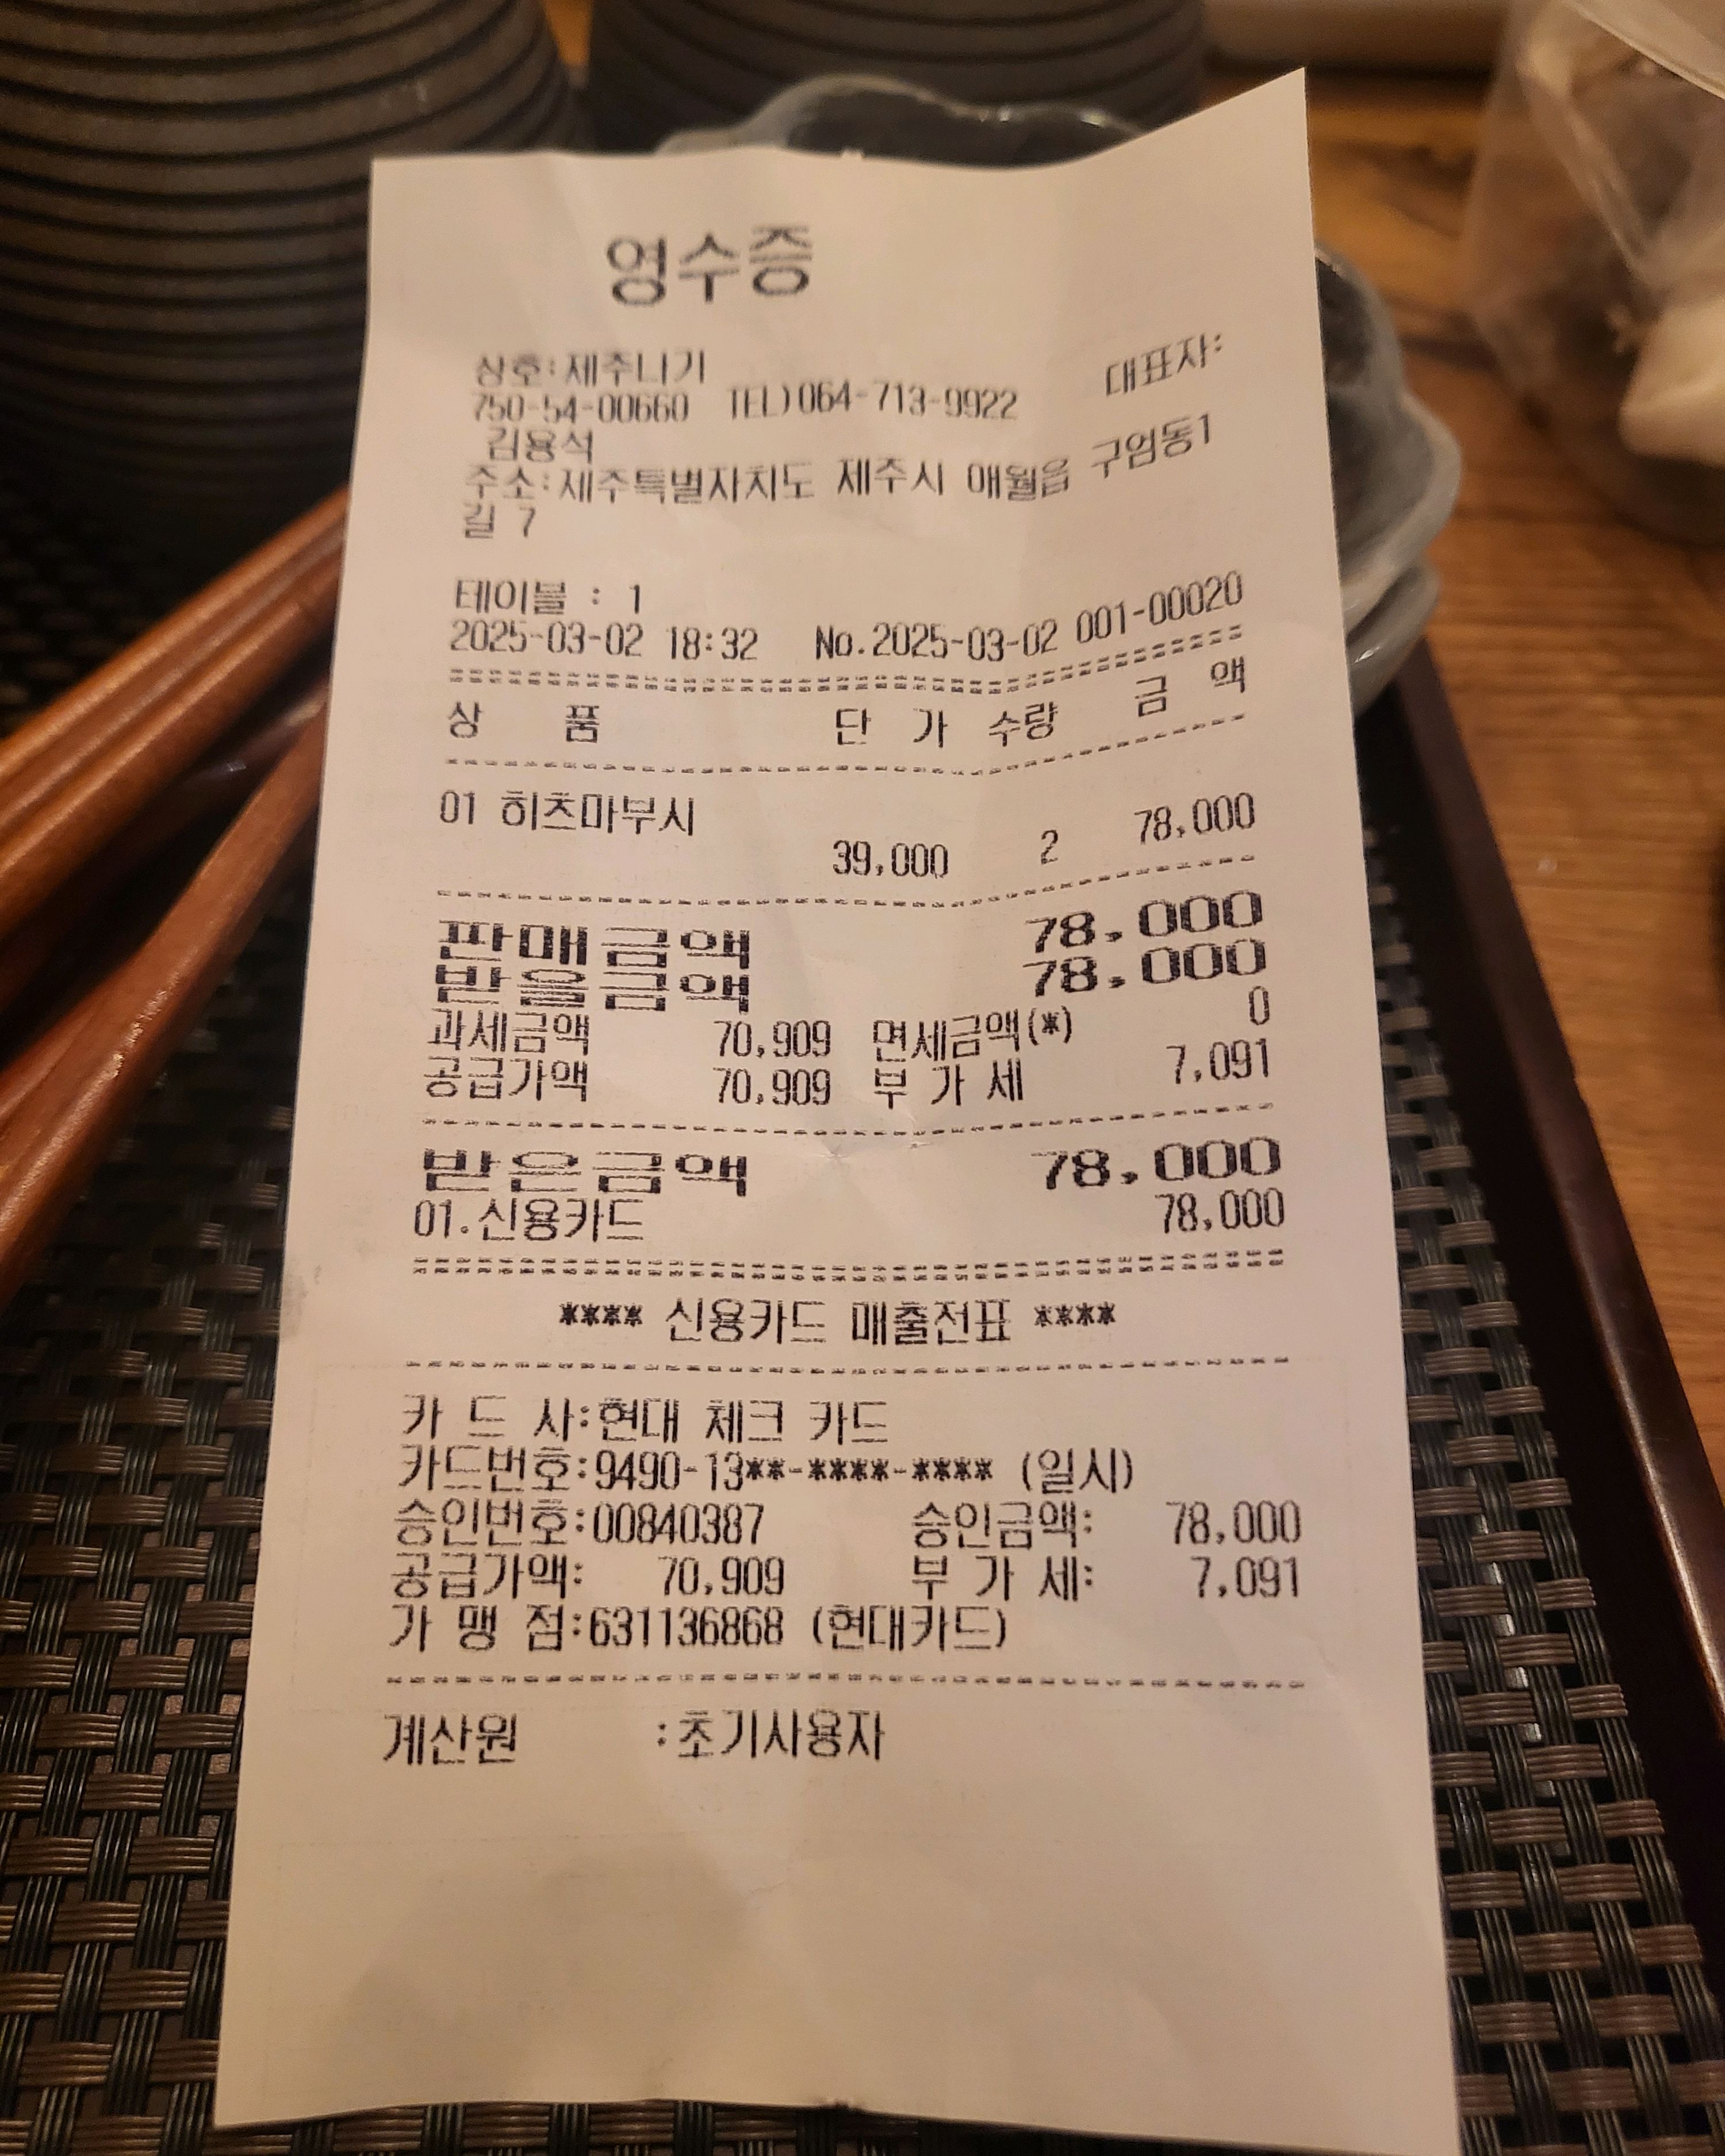 영수증
상호:제주나기 대표자:
750-54-00660 TEL)064-713-9922
김용석
주소:제주특별자치도 제주시 애월읍 구엄동1
길 7
테이블 : 1
2025-03-02 18:32 No.2025-03-02 001-00020
상 품 단 가 수량 금 액
01 히츠마부시
39,000 2 78,000
판매금액 78,000
받을금액 78,000
과세금액 70,909 면세금액(*) 0
공급가액 70,909 부 가 세 7,091
받은금액 78,000
01.신용카드 78,000
**** 신용카드 매출전표 ****
카 드 사:현대 체크 카드
카드번호:9490-13**-****-**** (일시)
승인번호:00840387 승인금액: 78,000
공급가액: 70,909 부 가 세: 7,091
가 맹 점:631136868 (현대카드)
계산원 :초기사용자